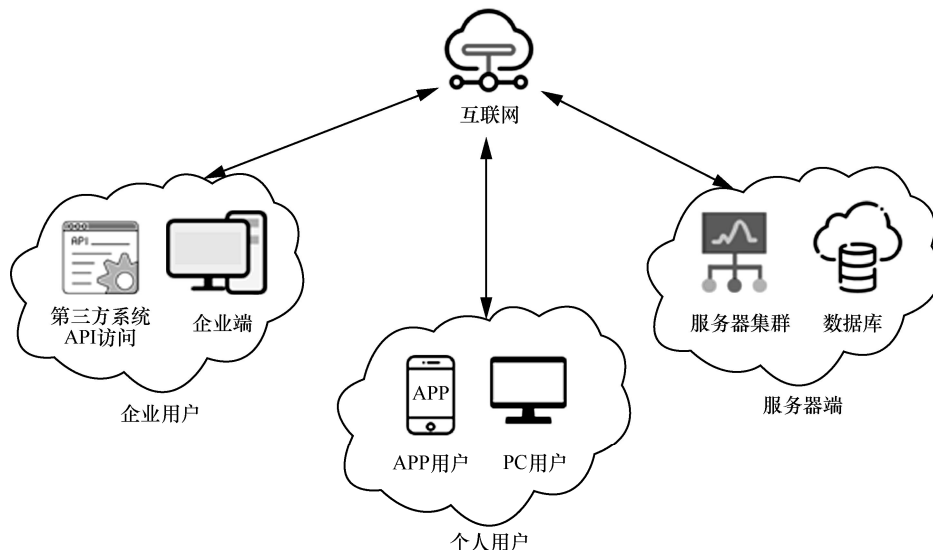 互联网
API
第三方系统
API访问
企业端
企业用户
APP
APP用户
PC用户
个人用户
服务器集群
数据库
服务器端